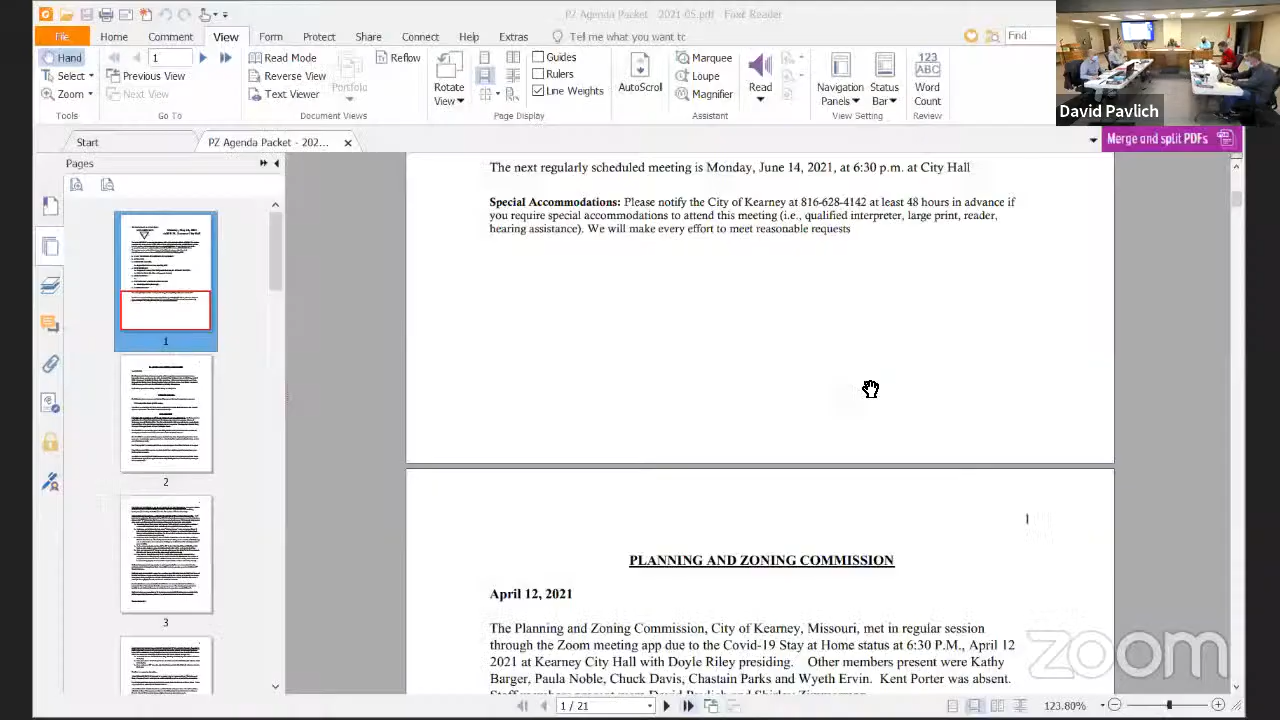 PZ Agenda Packet 2021-05.pdf - Foxit Reader
File Home Comment View Form Protect Share Connect Help Extras Tell me what you want to Find
Hand 1
Select Previous View
Zoom Next View
Tools Go To
Read Mode Reflow
Reverse View Portfolio
Text Viewer
Document Views
Rotate View
Guides
Rulers
Line Weights
Page Display
AutoScroll
Marquee
Loupe
Magnifier
Read
Assistant
Navigation Panels
Status Bar
View Setting
123
ABC
Word Count
Review
David Pavlich
Start PZ Agenda Packet - 202... Merge and split PDFs
Pages
1
2
3
The next regularly scheduled meeting is Monday, June 14, 2021, at 6:30 p.m. at City Hall
Special Accommodations: Please notify the City of Kearney at 816-628-4142 at least 48 hours in advance if
you require special accommodations to attend this meeting (i.e., qualified interpreter, large print, reader,
hearing assistance). We will make every effort to meet reasonable requests
PLANNING AND ZONING COMMISSION
April 12, 2021
The Planning and Zoning Commission, City of Kearney, Missouri, met in regular session
through the Zoom meeting app due to the Covid-19 Stay at Home status at 6:30 P.M., April 12
2021 at Kearney City Hall with Doyle Riley presiding. Other members present were Kathy
Barger, Paula Noble, Chuck Davis, Chastain Parks and Wyeth Ervin. Kent Porter was absent
zoom
1 / 21 123.80%